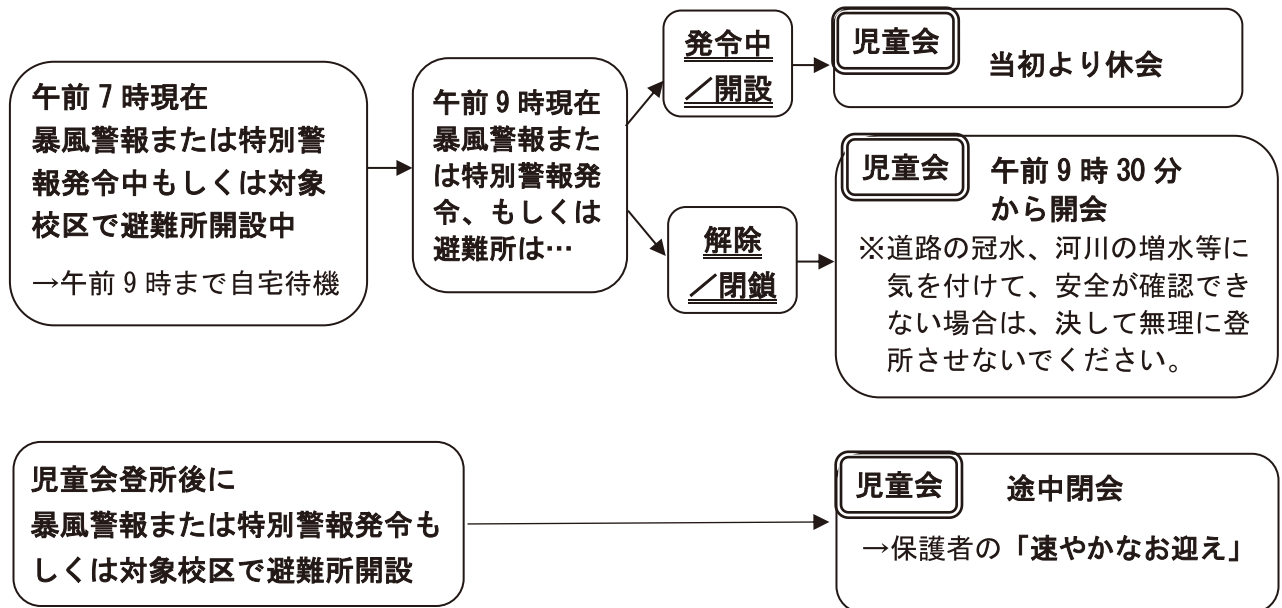 午前7時現在
暴風警報または特別警
報発令中もしくは対象
校区で避難所開設中
→午前9時まで自宅待機
午前9時現在
暴風警報また
は特別警報発
令、もしくは
避難所は…
発令中
／開設
児童会
当初より休会
解除
／閉鎖
児童会
午前9時30分
から開会
※道路の冠水、河川の増水等に
気を付けて、安全が確認でき
ない場合は、決して無理に登
所させないでください。
児童会登所後に
暴風警報または特別警報発令も
しくは対象校区で避難所開設
児童会
途中閉会
→保護者の「速やかなお迎え」